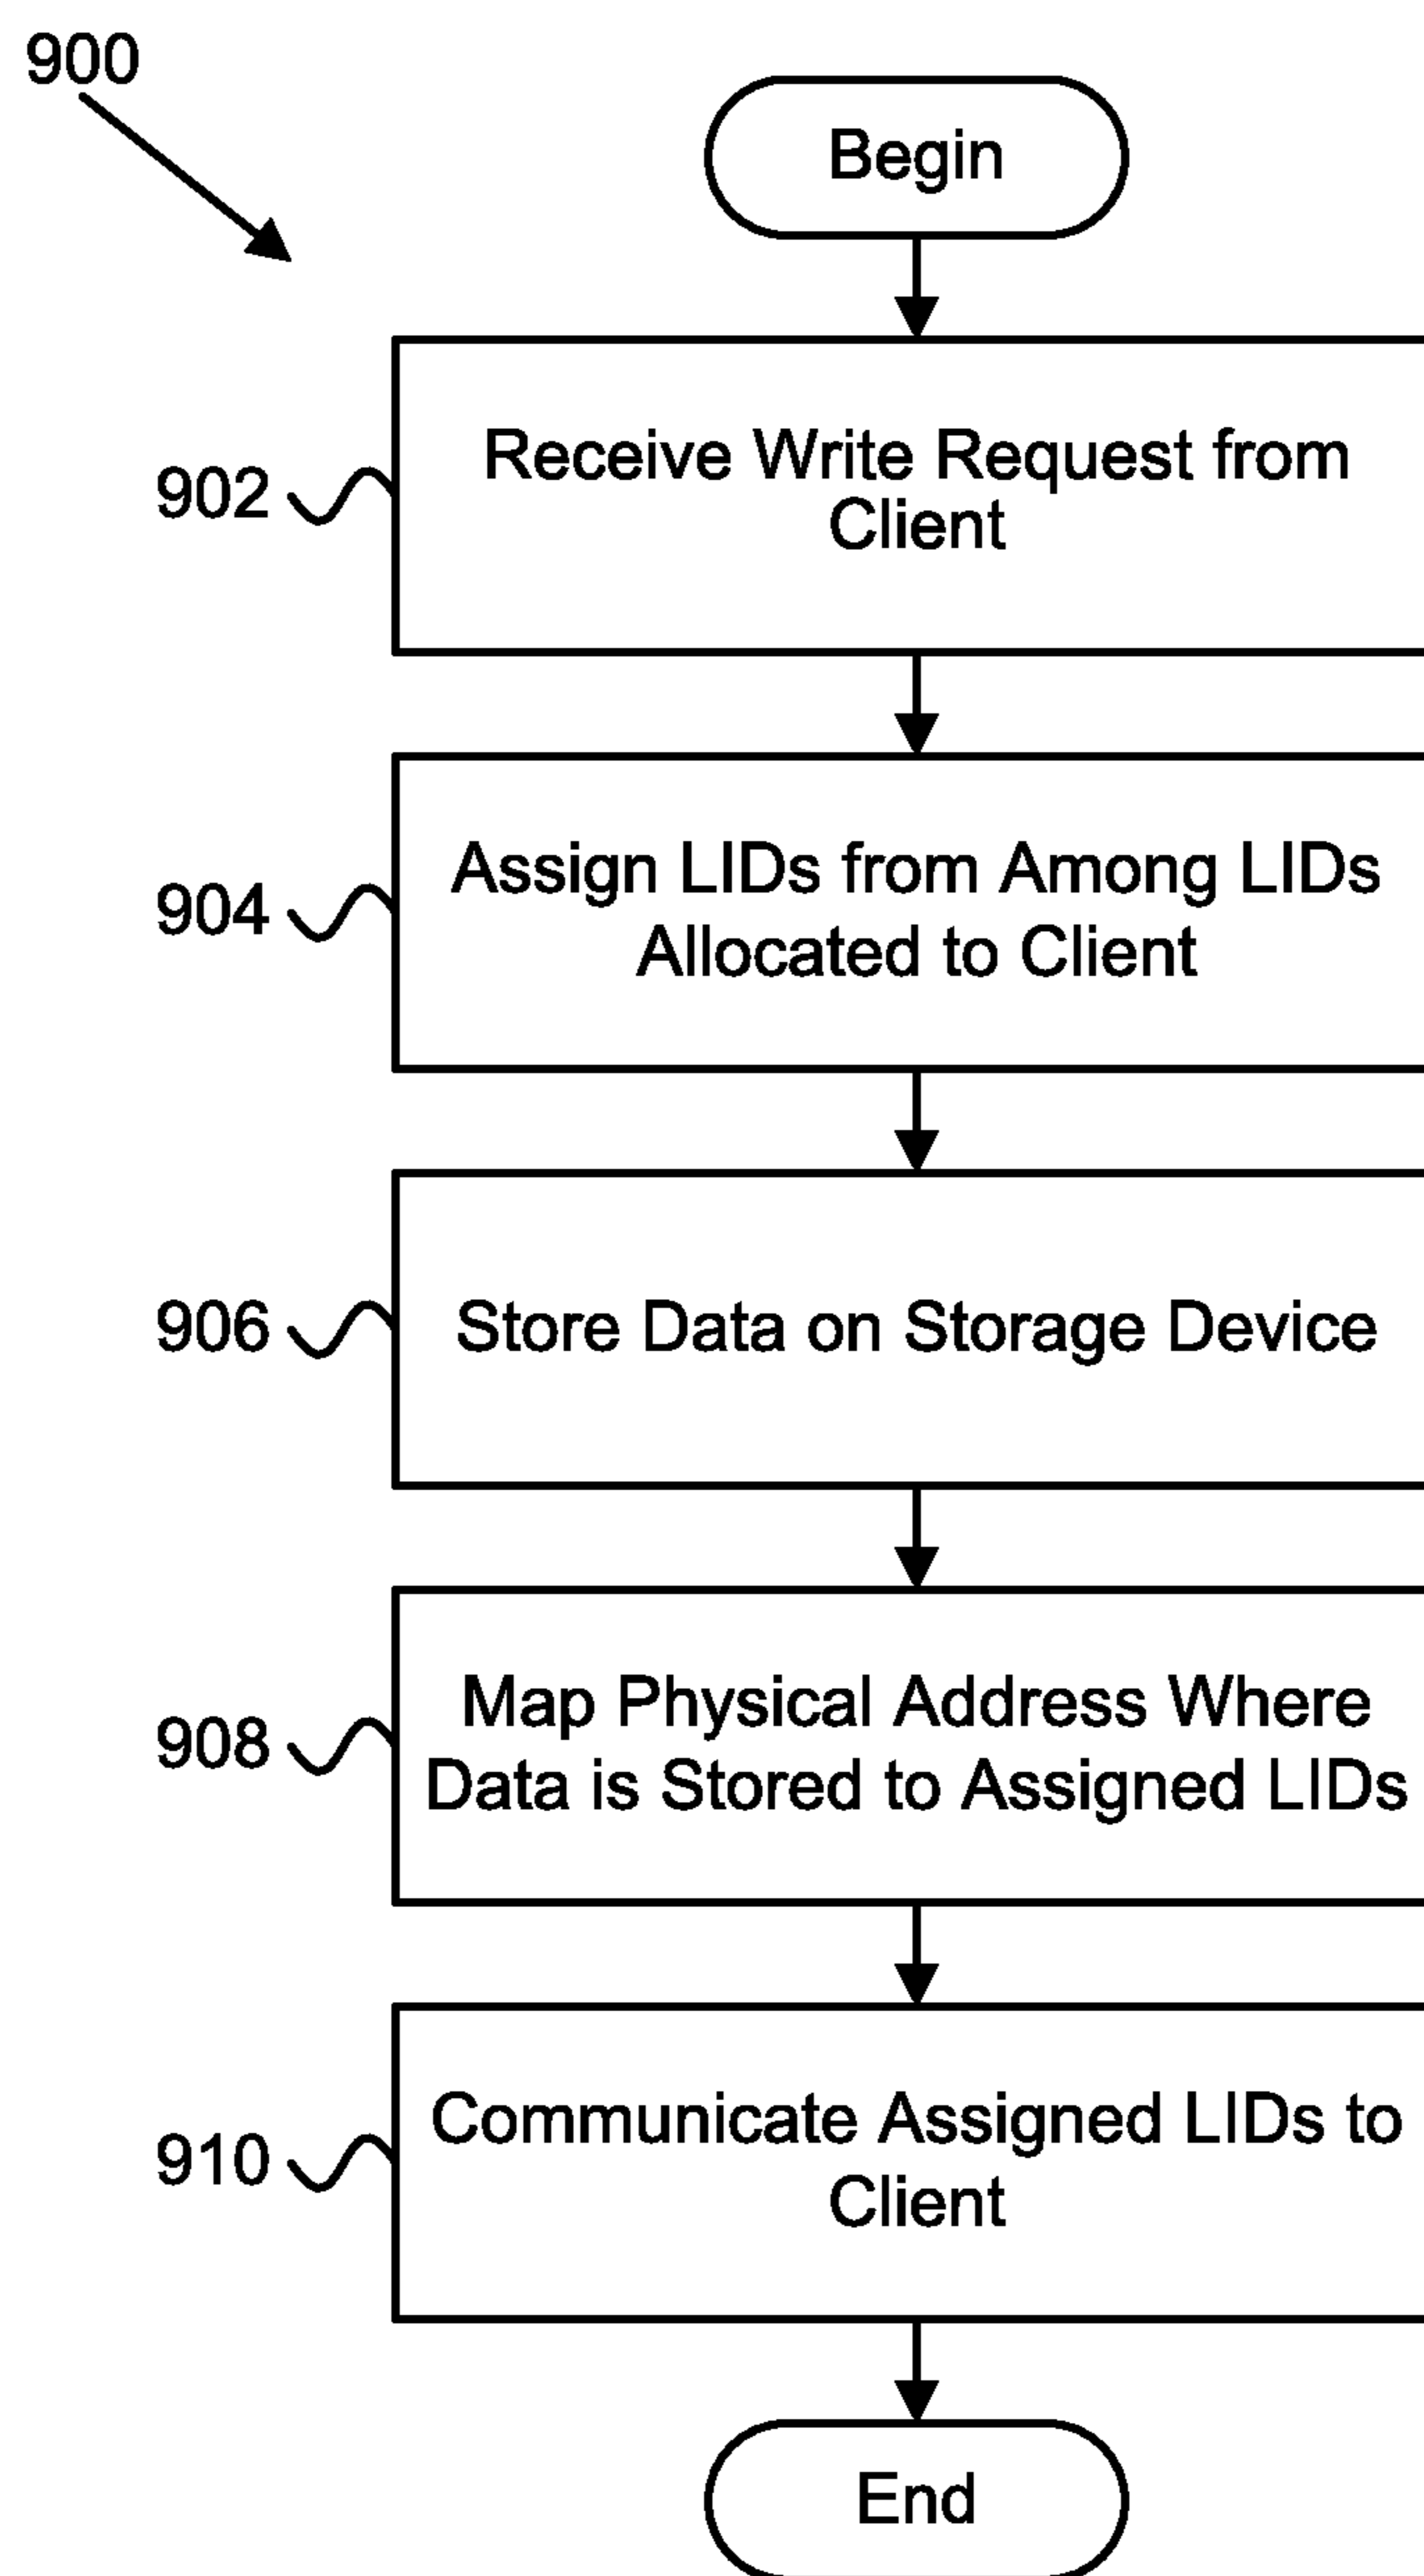 900
Begin
902
Receive Write Request from
Client
904
Assign LIDs from Among LIDs
Allocated to Client
906
Store Data on Storage Device
908
Map Physical Address Where
Data is Stored to Assigned LIDs
910
Communicate Assigned LIDs to
Client
End